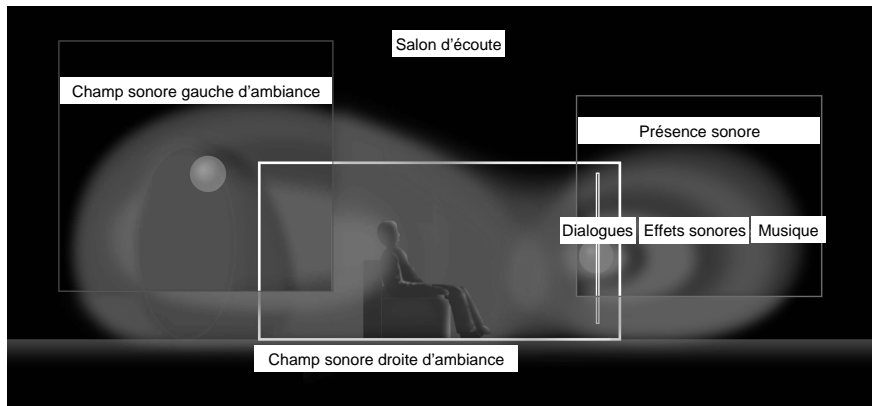 Salon d’écoute
Champ sonore gauche d’ambiance
Présence sonore
Dialogues
Effets sonores
Musique
Champ sonore droite d’ambiance